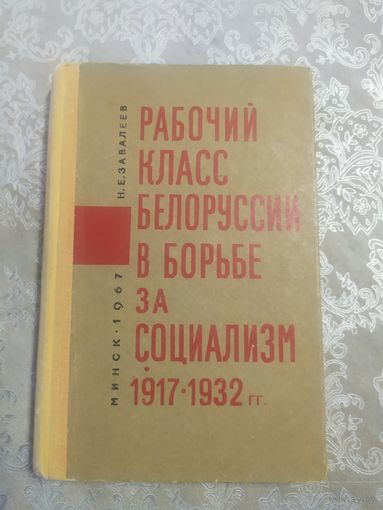 Н.Е.ЗАВАЛЕЕВ
РАБОЧИЙ
КЛАСС
БЕЛОРУССИИ
В БОРЬБЕ
ЗА
СОЦИАЛИЗМ
1917·1932 гг.
МИНСК·1967